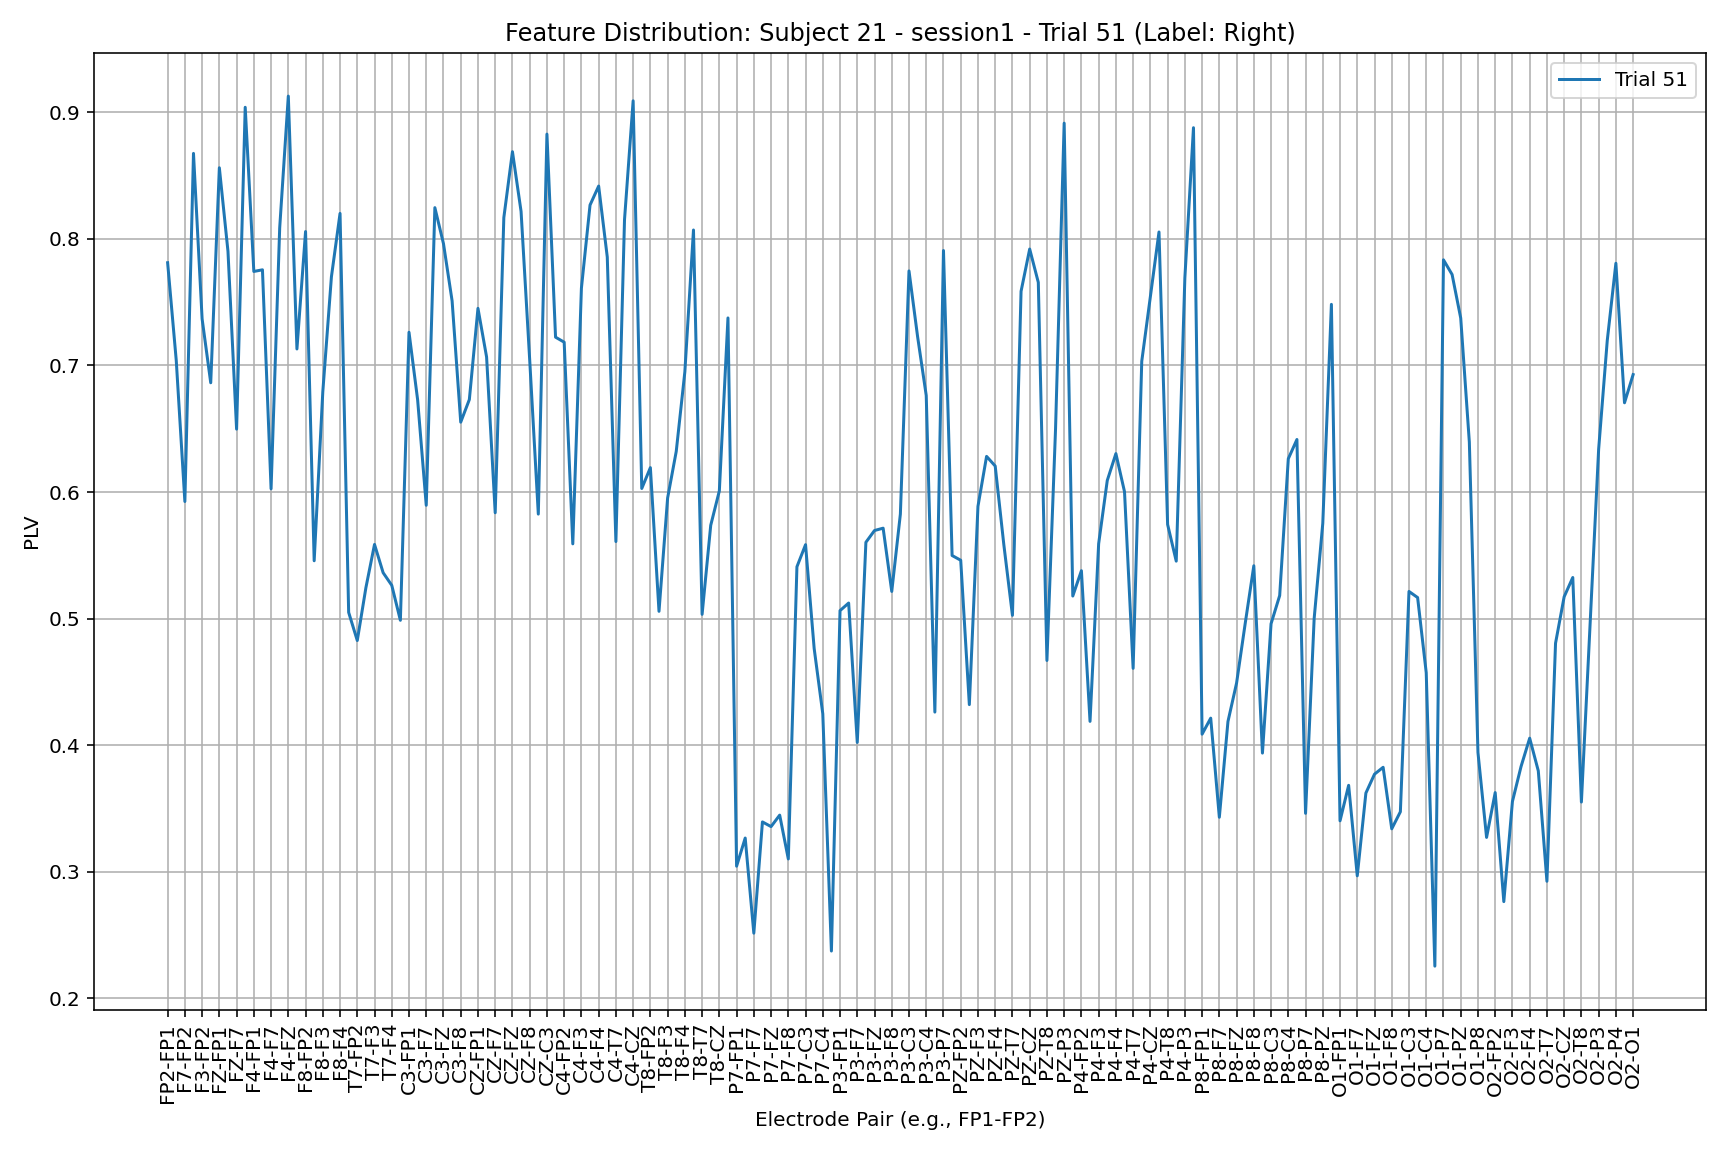 Feature Distribution: Subject 21 - session1 - Trial 51 (Label: Right)
Trial 51
PLV
0.9
0.8
0.7
0.6
0.5
0.4
0.3
0.2
FP2-FP1
F7-FP2
F3-FP2
FZ-FP1
FZ-F7
F4-FP1
F4-F7
F4-FZ
F8-FP2
F8-F3
F8-F4
T7-FP2
T7-F3
T7-F4
C3-FP1
C3-F7
C3-FZ
C3-F8
CZ-FP1
CZ-F7
CZ-FZ
CZ-F8
CZ-C3
C4-FP2
C4-F3
C4-F4
C4-T7
C4-CZ
T8-FP2
T8-F3
T8-F4
T8-T7
T8-CZ
P7-FP1
P7-F7
P7-FZ
P7-F8
P7-C3
P7-C4
P3-FP1
P3-F7
P3-FZ
P3-F8
P3-C3
P3-C4
P3-P7
PZ-FP2
PZ-F3
PZ-F4
PZ-T7
PZ-CZ
PZ-T8
PZ-P3
P4-FP2
P4-F3
P4-F4
P4-T7
P4-CZ
P4-T8
P4-P3
P8-FP1
P8-F7
P8-FZ
P8-F8
P8-C3
P8-C4
P8-P7
P8-PZ
O1-FP1
O1-F7
O1-FZ
O1-F8
O1-C3
O1-C4
O1-P7
O1-PZ
O1-P8
O2-FP2
O2-F3
O2-F4
O2-T7
O2-CZ
O2-T8
O2-P3
O2-P4
O2-O1
Electrode Pair (e.g., FP1-FP2)